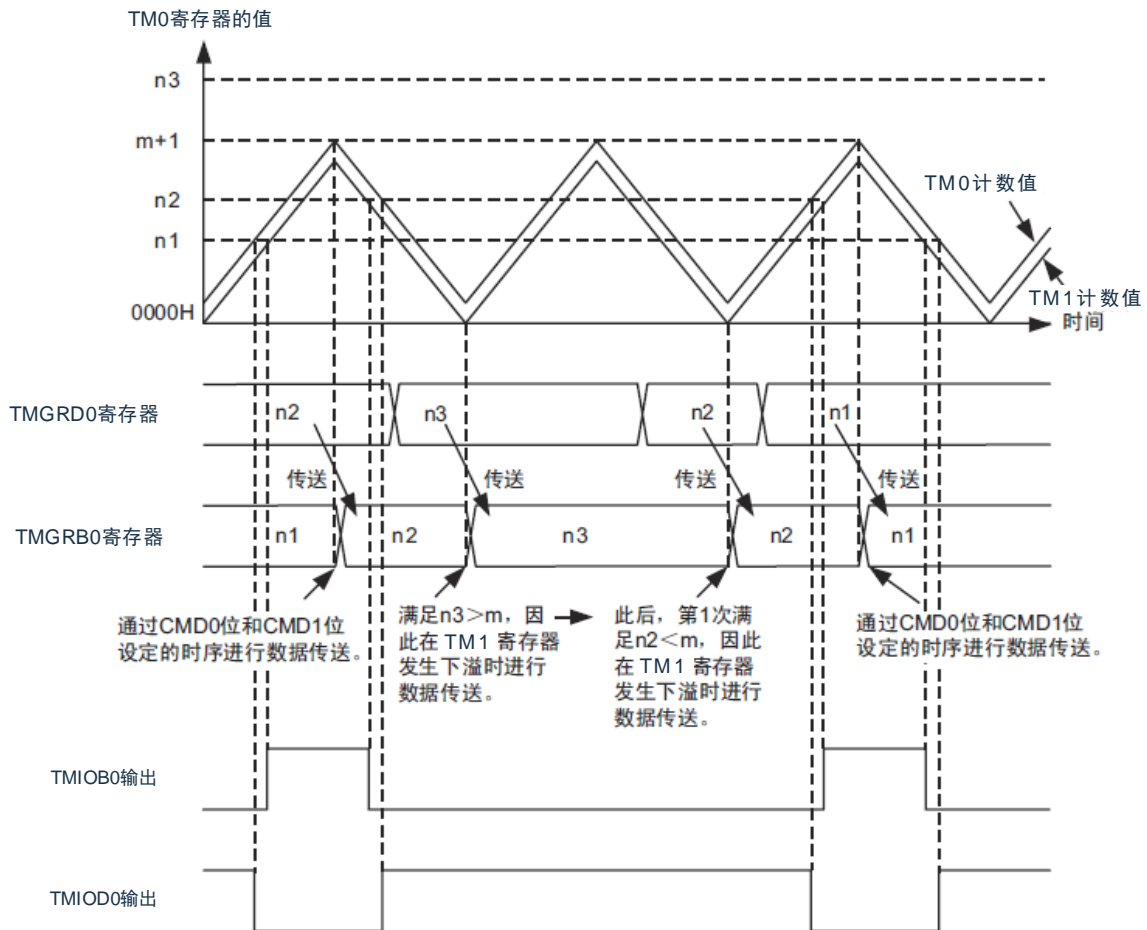 TM0寄存器的值
n3
m+1
n2
n1
0000H
TM0计数值
TM1计数值
时间
TMGRD0寄存器
n2
n3
n2
n1
传送
传送
传送
传送
TMGRB0寄存器
n1
n2
n3
n2
n1
通过CMD0位和CMD1位
设定的时序进行数据传送。
满足n3＞m，因
此在 TM1 寄存器
发生下溢时进行
数据传送。
此后，第1次满
足n2＜m，因此
在 TM1 寄存器
发生下溢时进行
数据传送。
通过CMD0位和CMD1位
设定的时序进行数据传送。
TMIOB0输出
TMIOD0输出